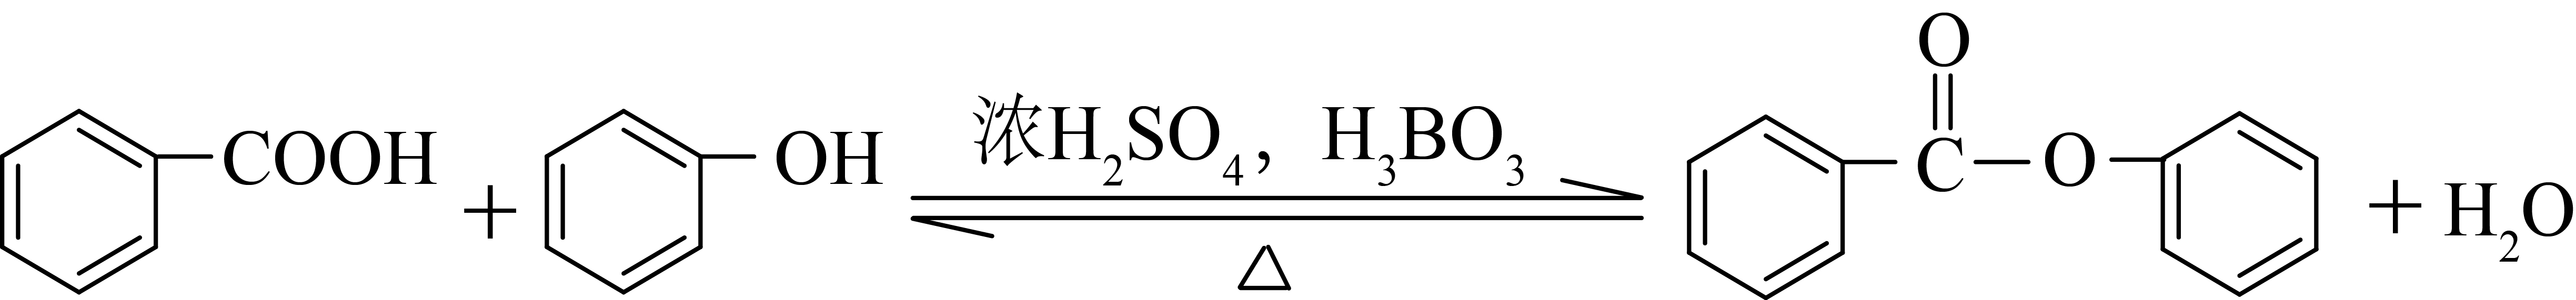 COOH + OH 浓H₂SO₄, H₃BO₃ △ O C O + H₂O